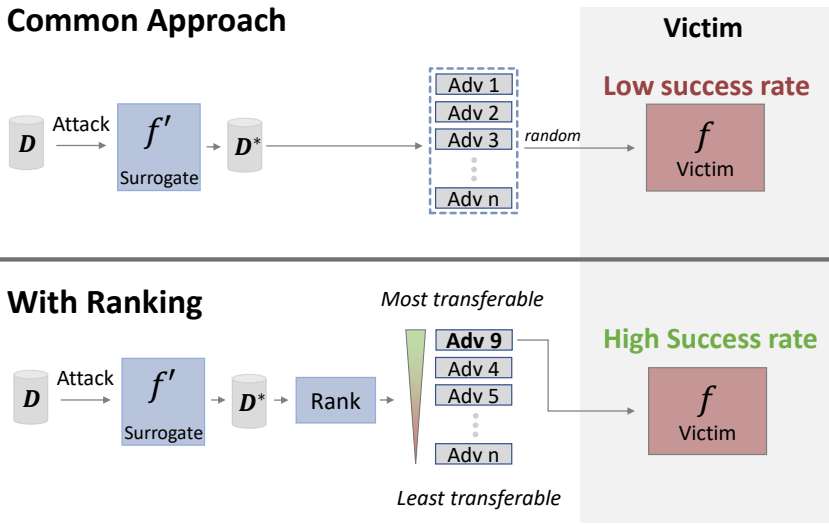 Common Approach
Victim
Low success rate
D
Attack
f′
Surrogate
D*
Adv 1
Adv 2
Adv 3
Adv n
random
f
Victim
With Ranking
Most transferable
High Success rate
D
Attack
f′
Surrogate
D*
Rank
Adv 9
Adv 4
Adv 5
Adv n
f
Victim
Least transferable